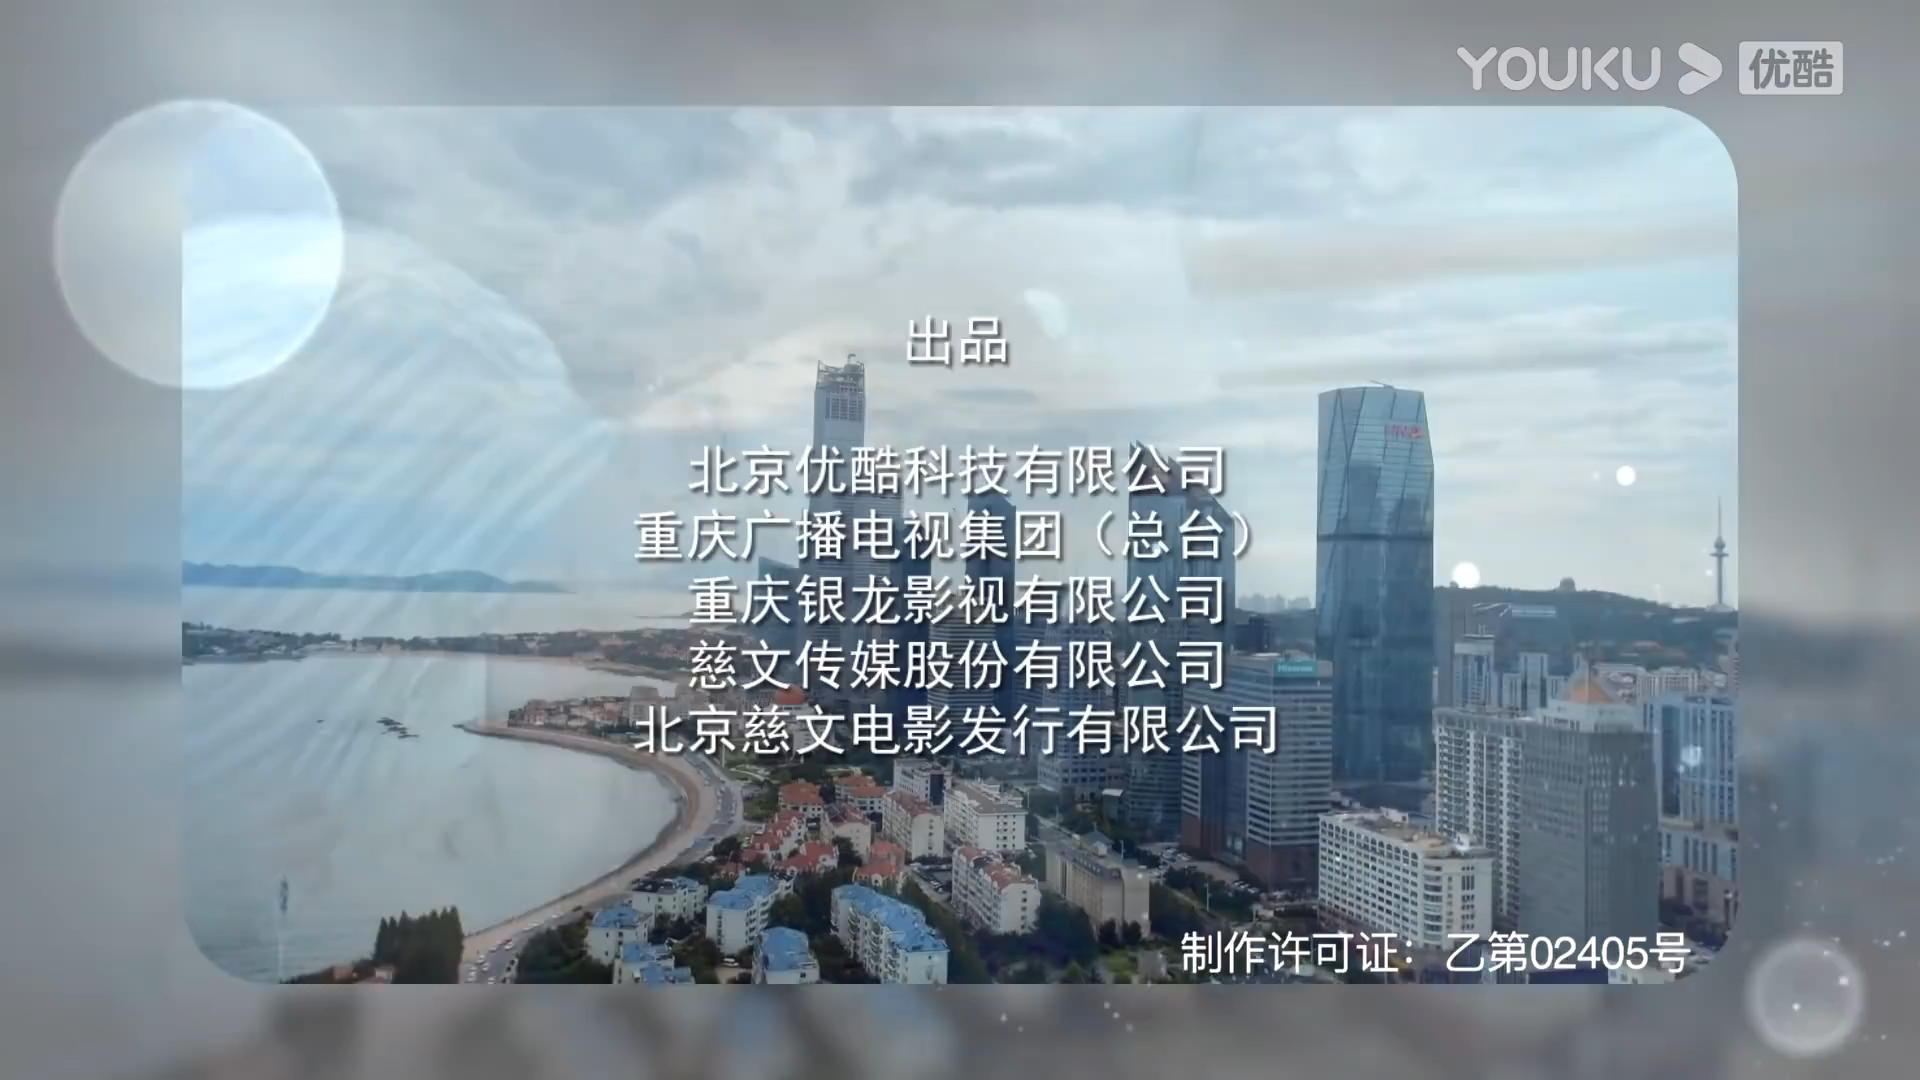 YOUKU 优酷
出品
北京优酷科技有限公司
重庆广播电视集团（总台）
重庆银龙影视有限公司
慈文传媒股份有限公司
北京慈文电影发行有限公司
Hisense
制作许可证：乙第02405号